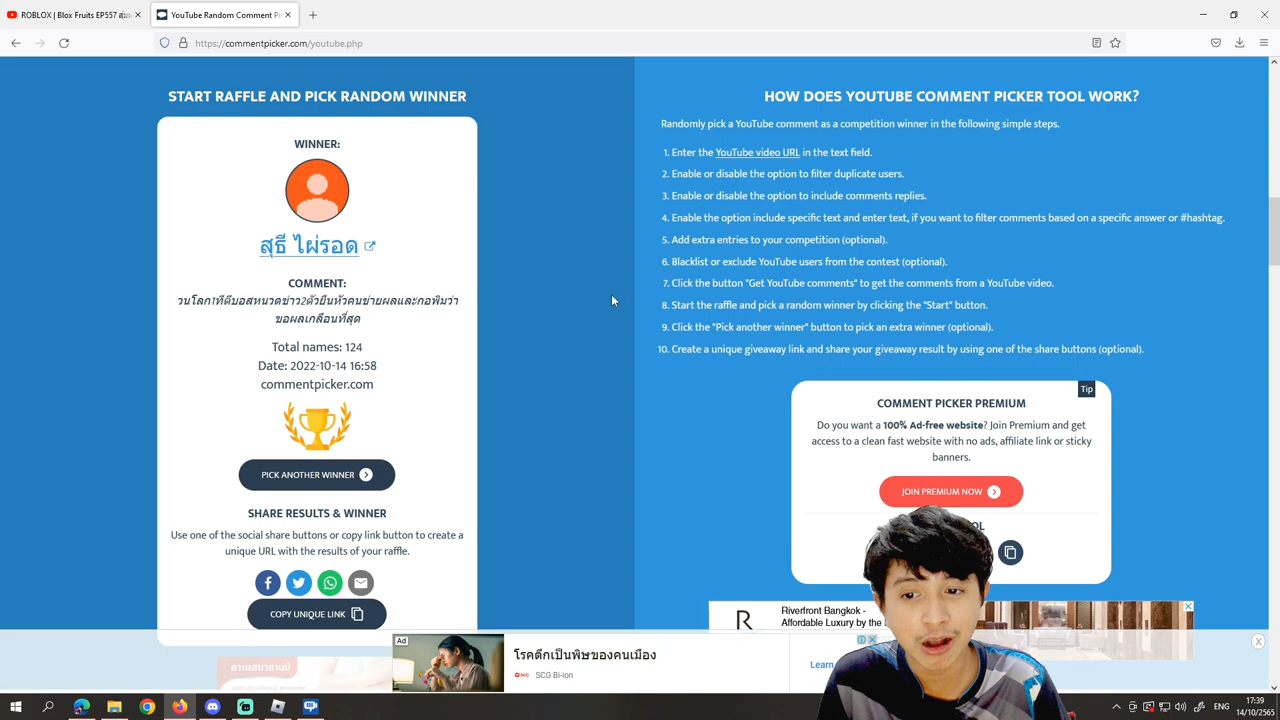 ROBLOX | Blox Fruits EP557
YouTube Random Comment Pi
https://commentpicker.com/youtube.php
START RAFFLE AND PICK RANDOM WINNER
WINNER:
สุธี ไผ่รอด
COMMENT:
วนโลก1ทีตีบอสหนวดข่าว2ตัวยืนหัวคนข่ายผลและกอพิมว่า
ขอผลเกลือนที่สุด
Total names: 124
Date: 2022-10-14 16:58
commentpicker.com
PICK ANOTHER WINNER
SHARE RESULTS & WINNER
Use one of the social share buttons or copy link button to create a
unique URL with the results of your raffle.
COPY UNIQUE LINK
HOW DOES YOUTUBE COMMENT PICKER TOOL WORK?
Randomly pick a YouTube comment as a competition winner in the following simple steps.
1. Enter the YouTube video URL in the text field.
2. Enable or disable the option to filter duplicate users.
3. Enable or disable the option to include comments replies.
4. Enable the option include specific text and enter text, if you want to filter comments based on a specific answer or #hashtag.
5. Add extra entries to your competition (optional).
6. Blacklist or exclude YouTube users from the contest (optional).
7. Click the button "Get YouTube comments" to get the comments from a YouTube video.
8. Start the raffle and pick a random winner by clicking the "Start" button.
9. Click the "Pick another winner" button to pick an extra winner (optional).
10. Create a unique giveaway link and share your giveaway result by using one of the share buttons (optional).
Tip
COMMENT PICKER PREMIUM
Do you want a 100% Ad-free website? Join Premium and get
access to a clean fast website with no ads, affiliate link or sticky
banners.
JOIN PREMIUM NOW
OL
R
Riverfront Bangkok -
Affordable Luxury by the
Ad
โรคตึกเป็นพิษของคนเมือง
SCG Bi-ion
Learn
ENG
17:39
14/10/2565